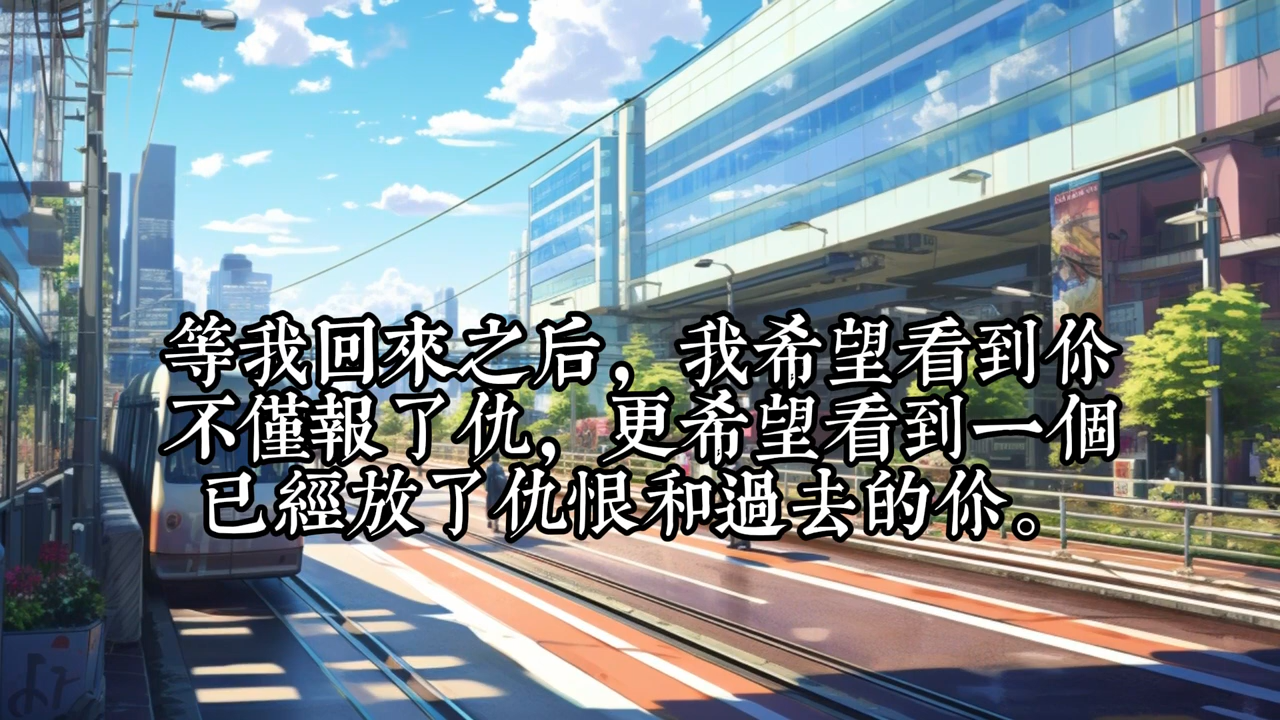 等我回來之后，我希望看到你
不僅報了仇，更希望看到一個
已經放了仇恨和過去的你。